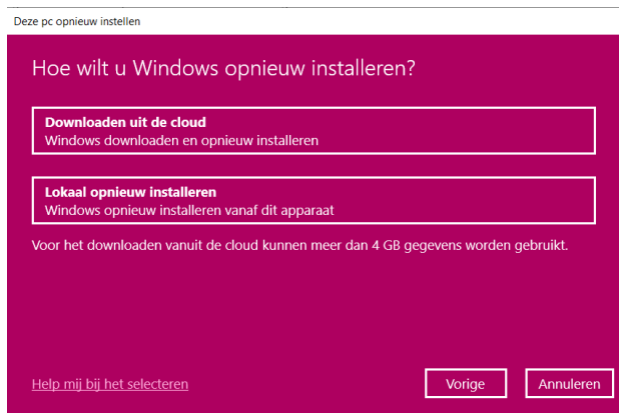 Deze pc opnieuw instellen
Hoe wilt u Windows opnieuw installeren?
Downloaden uit de cloud
Windows downloaden en opnieuw installeren
Lokaal opnieuw installeren
Windows opnieuw installeren vanaf dit apparaat
Voor het downloaden vanuit de cloud kunnen meer dan 4 GB gegevens worden gebruikt.
Help mij bij het selecteren
Vorige
Annuleren